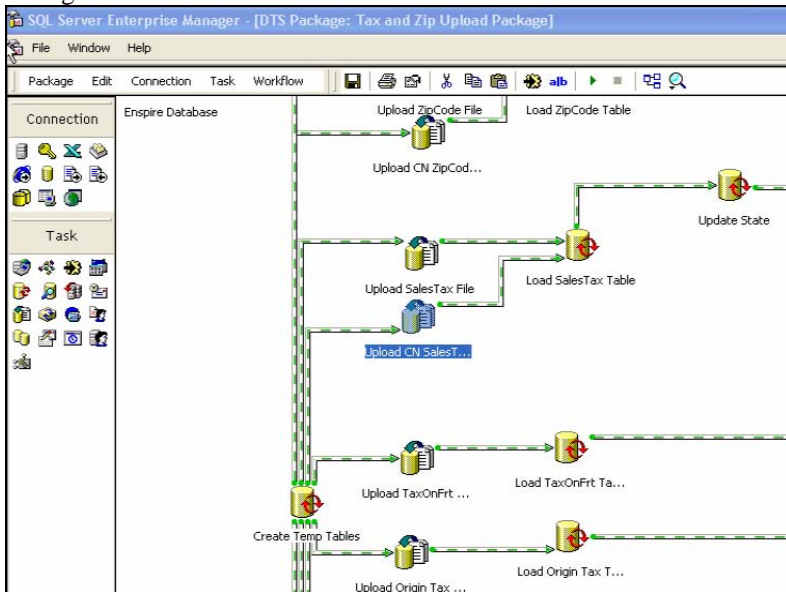 SQL Server Enterprise Manager - [DTS Package: Tax and Zip Upload Package]
File Window Help
Package Edit Connection Task Workflow alb
Connection
Task
Enspire Database
Upload ZipCode File
Load ZipCode Table
Upload CN ZipCod...
Update State
Upload SalesTax File
Load SalesTax Table
Upload CN SalesT...
Upload TaxOnFrt ...
Load TaxOnFrt Ta...
Create Temp Tables
Upload Origin Tax ...
Load Origin Tax T...